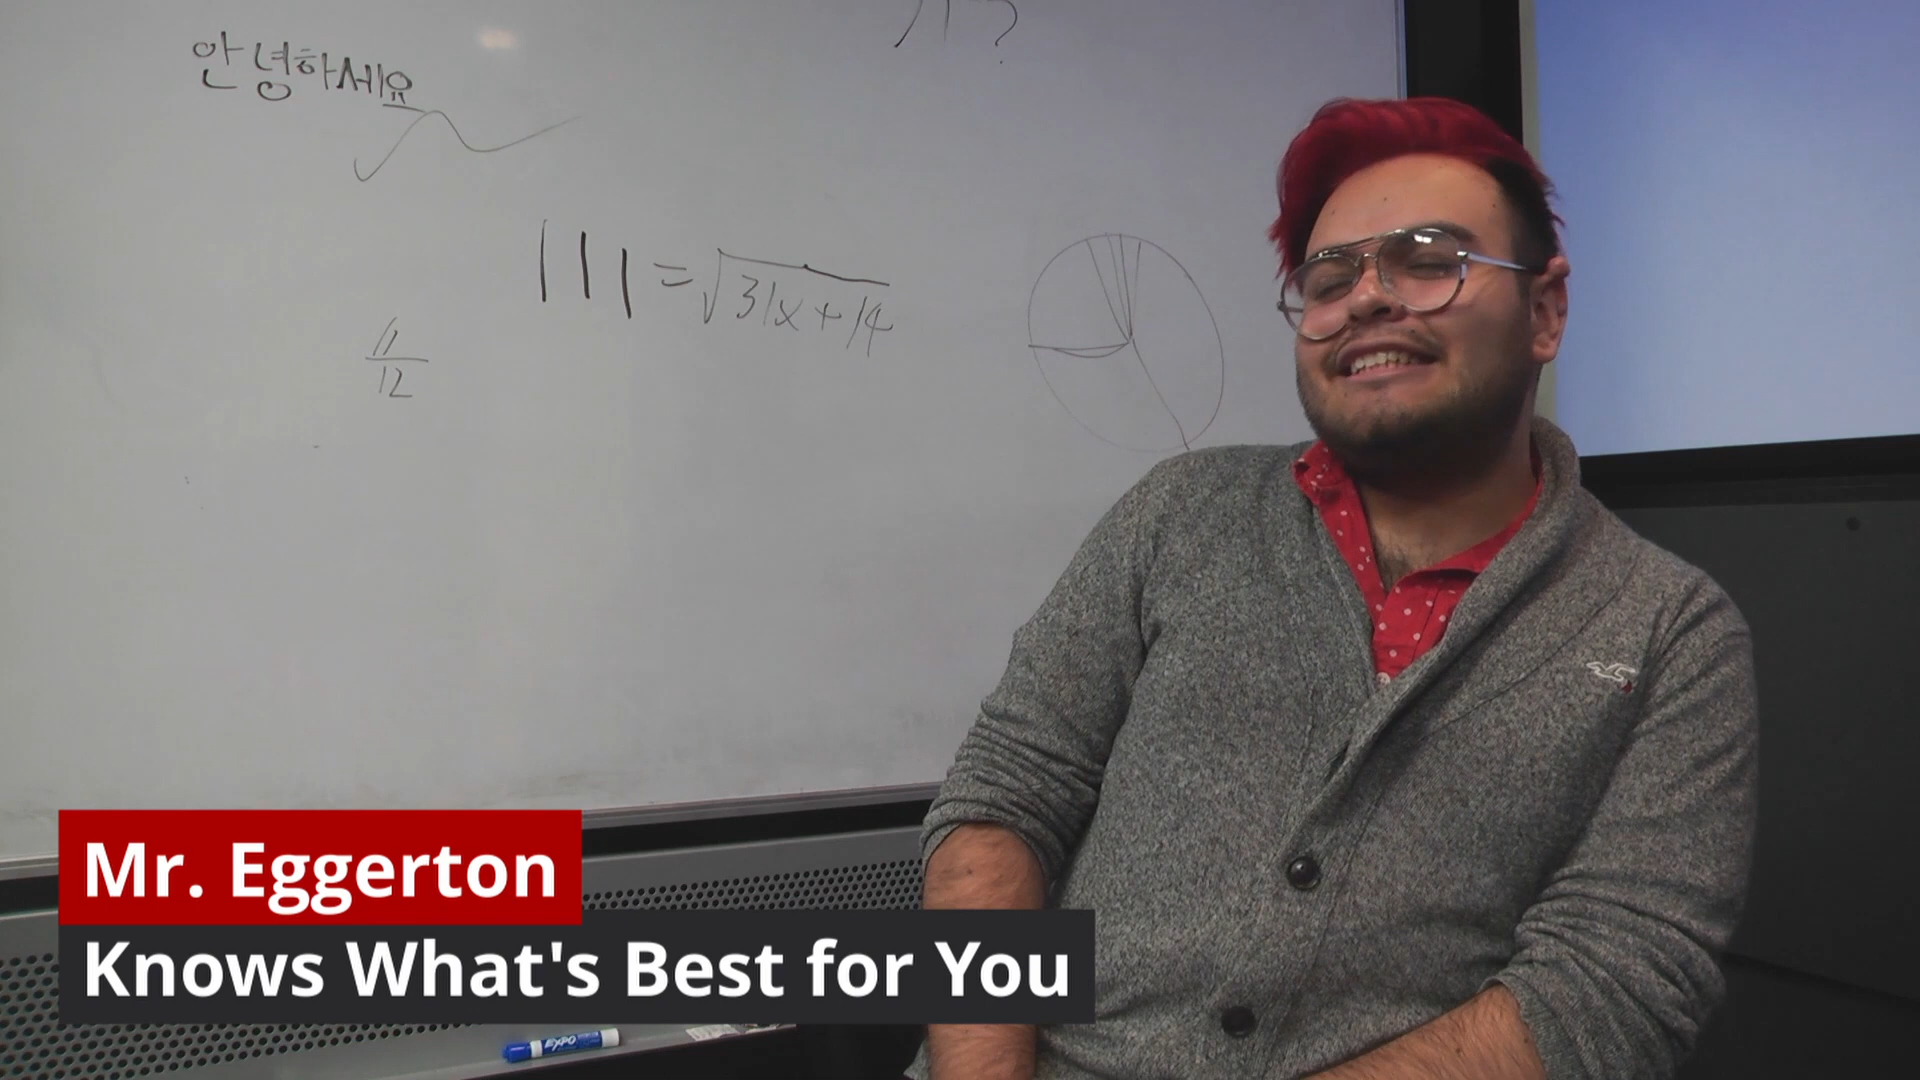 안녕하세요
111 = √31x+14
11
12
Mr. Eggerton
Knows What's Best for You
EXPO